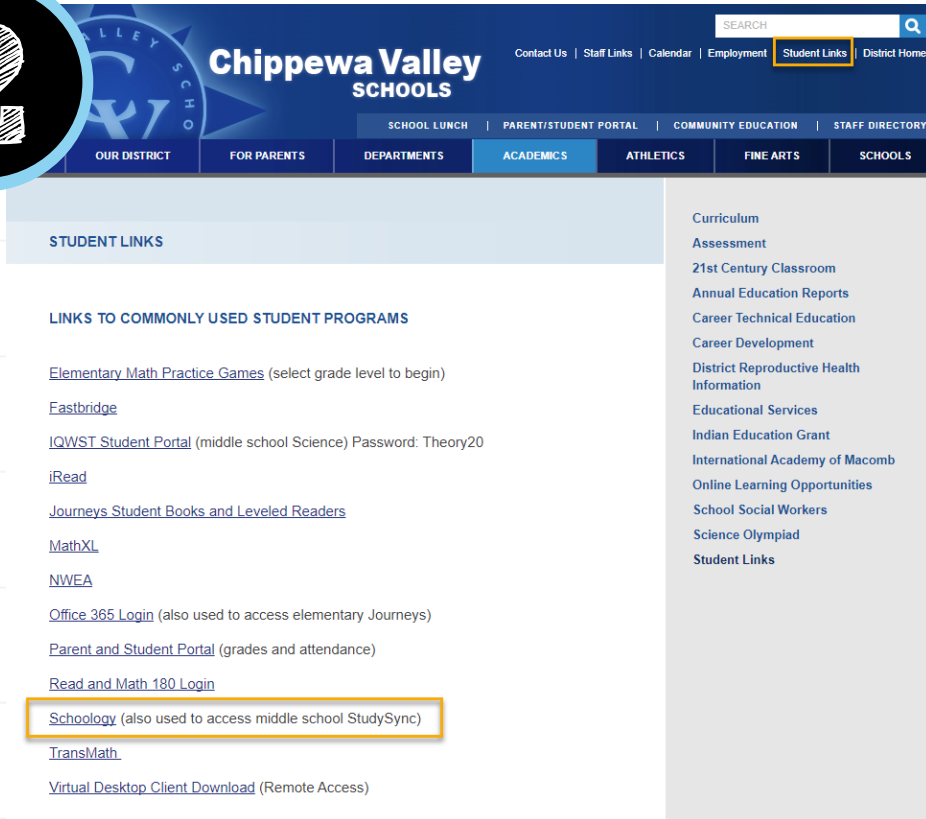 2
VALLEY SCHO
CV
Chippewa Valley
SCHOOLS
SEARCH
Contact Us | Staff Links | Calendar | Employment Student Links | District Home
SCHOOL LUNCH | PARENT/STUDENT PORTAL | COMMUNITY EDUCATION | STAFF DIRECTORY
OUR DISTRICT FOR PARENTS DEPARTMENTS ACADEMICS ATHLETICS FINE ARTS SCHOOLS
STUDENT LINKS
LINKS TO COMMONLY USED STUDENT PROGRAMS
Elementary Math Practice Games (select grade level to begin)
Fastbridge
IQWST Student Portal (middle school Science) Password: Theory20
iRead
Journeys Student Books and Leveled Readers
MathXL
NWEA
Office 365 Login (also used to access elementary Journeys)
Parent and Student Portal (grades and attendance)
Read and Math 180 Login
Schoology (also used to access middle school StudySync)
TransMath
Virtual Desktop Client Download (Remote Access)
Curriculum
Assessment
21st Century Classroom
Annual Education Reports
Career Technical Education
Career Development
District Reproductive Health
Information
Educational Services
Indian Education Grant
International Academy of Macomb
Online Learning Opportunities
School Social Workers
Science Olympiad
Student Links